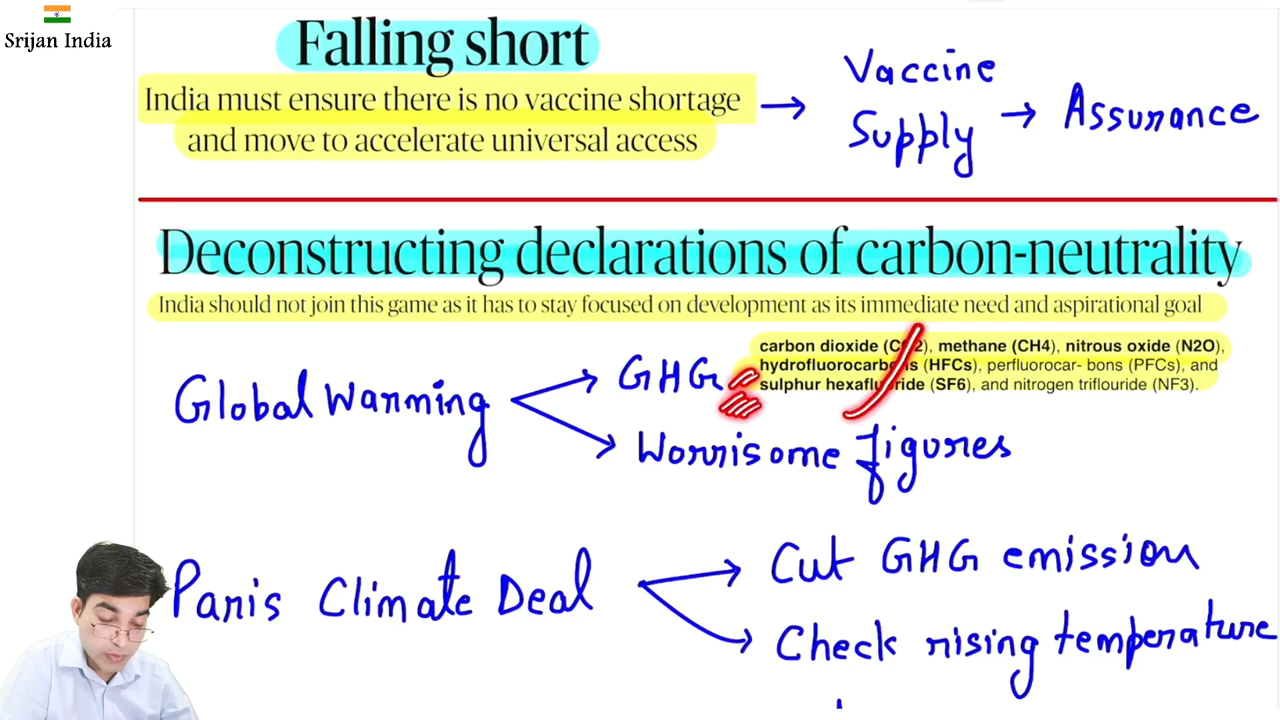 Srijan India
Falling short
India must ensure there is no vaccine shortage
and move to accelerate universal access
Vaccine
Supply
Assurance
Deconstructing declarations of carbon-neutrality
India should not join this game as it has to stay focused on development as its immediate need and aspirational goal
carbon dioxide (CO2), methane (CH4), nitrous oxide (N2O),
hydrofluorocarbons (HFCs), perfluorocar- bons (PFCs), and
sulphur hexafluoride (SF6), and nitrogen triflouride (NF3).
Global Warming
GHG
Worrisome figures
Paris Climate Deal
Cut GHG emission
Check rising temperature